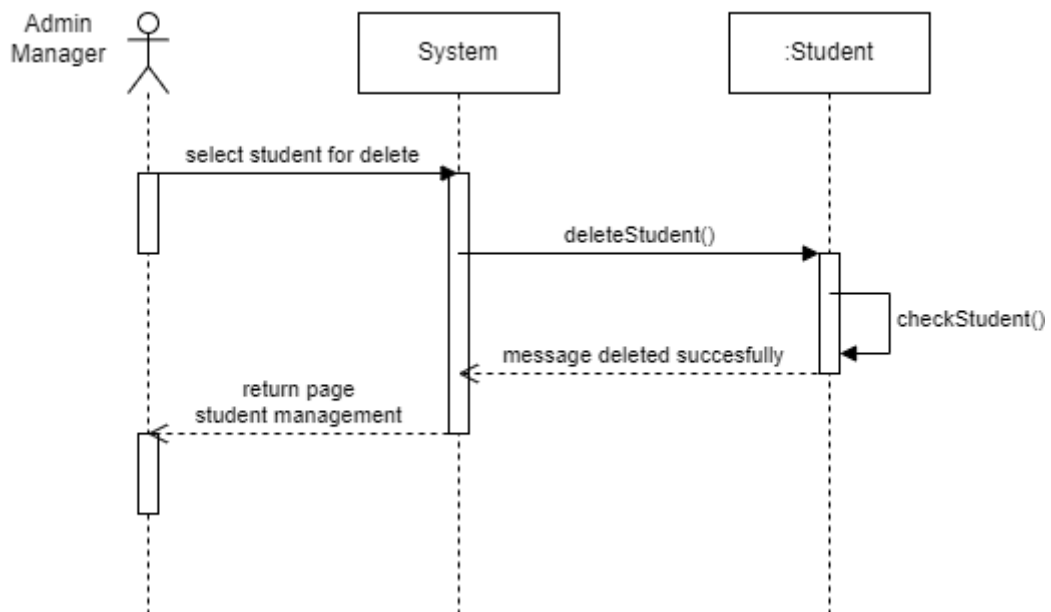 Admin
Manager
System
:Student
select student for delete
deleteStudent()
checkStudent()
message deleted succesfully
return page
student management